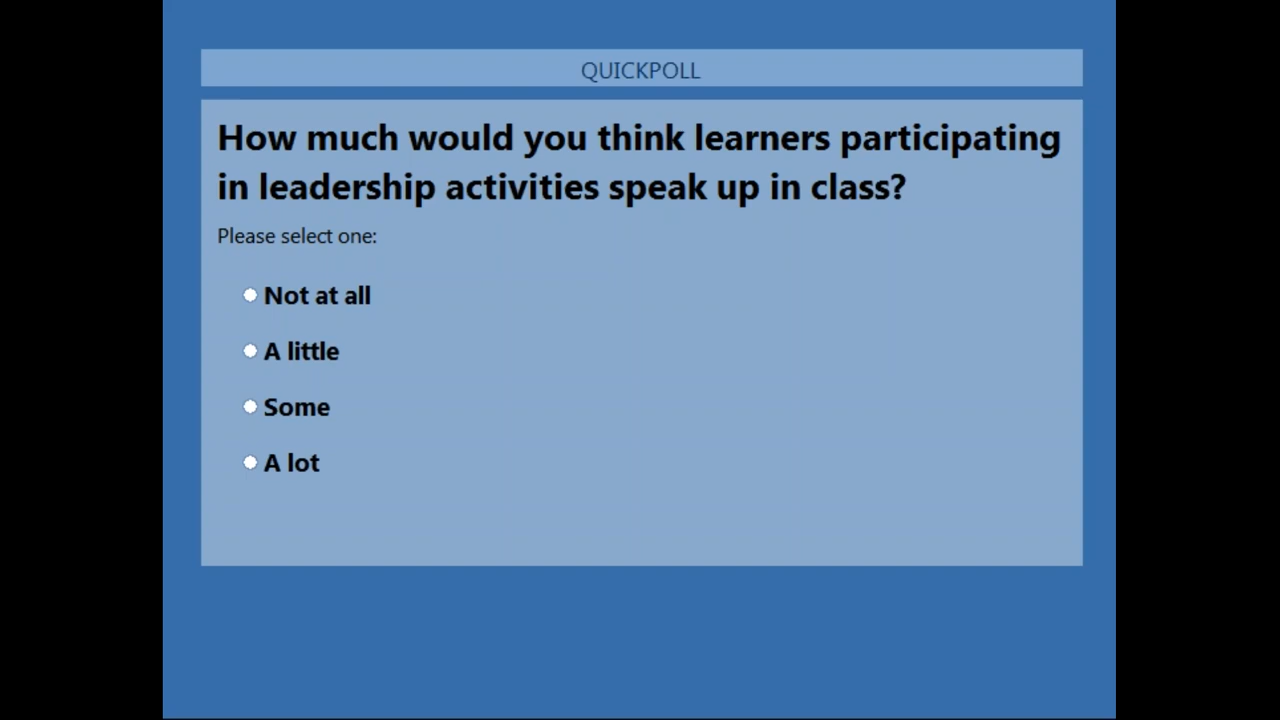 QUICKPOLL
How much would you think learners participating
in leadership activities speak up in class?
Please select one:
Not at all
A little
Some
A lot